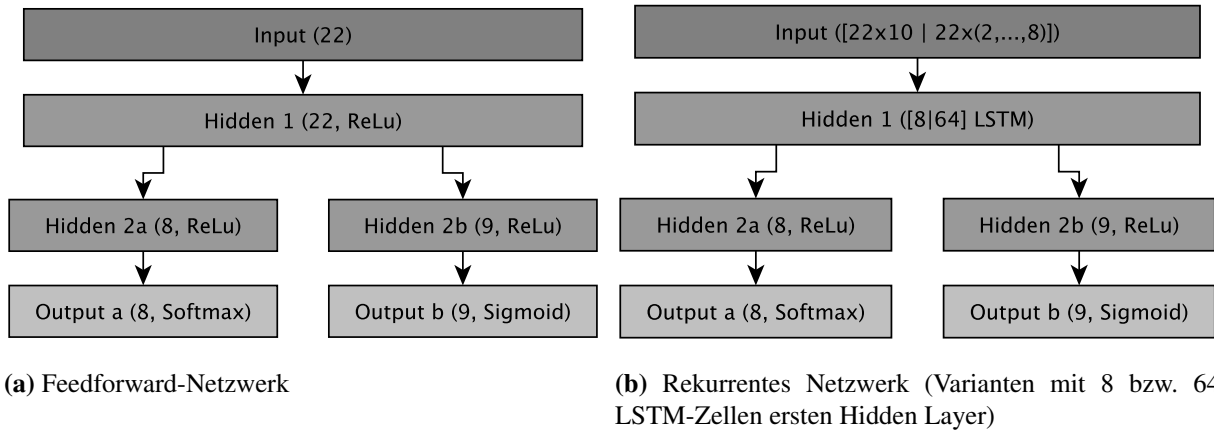 Input (22)
Hidden 1 (22, ReLu)
Hidden 2a (8, ReLu)
Hidden 2b (9, ReLu)
Output a (8, Softmax)
Output b (9, Sigmoid)
(a) Feedforward-Netzwerk
Input ([22x10 | 22x(2,...,8)])
Hidden 1 ([8|64] LSTM)
Hidden 2a (8, ReLu)
Hidden 2b (9, ReLu)
Output a (8, Softmax)
Output b (9, Sigmoid)
(b) Rekurrentes Netzwerk (Varianten mit 8 bzw. 64
LSTM-Zellen ersten Hidden Layer)